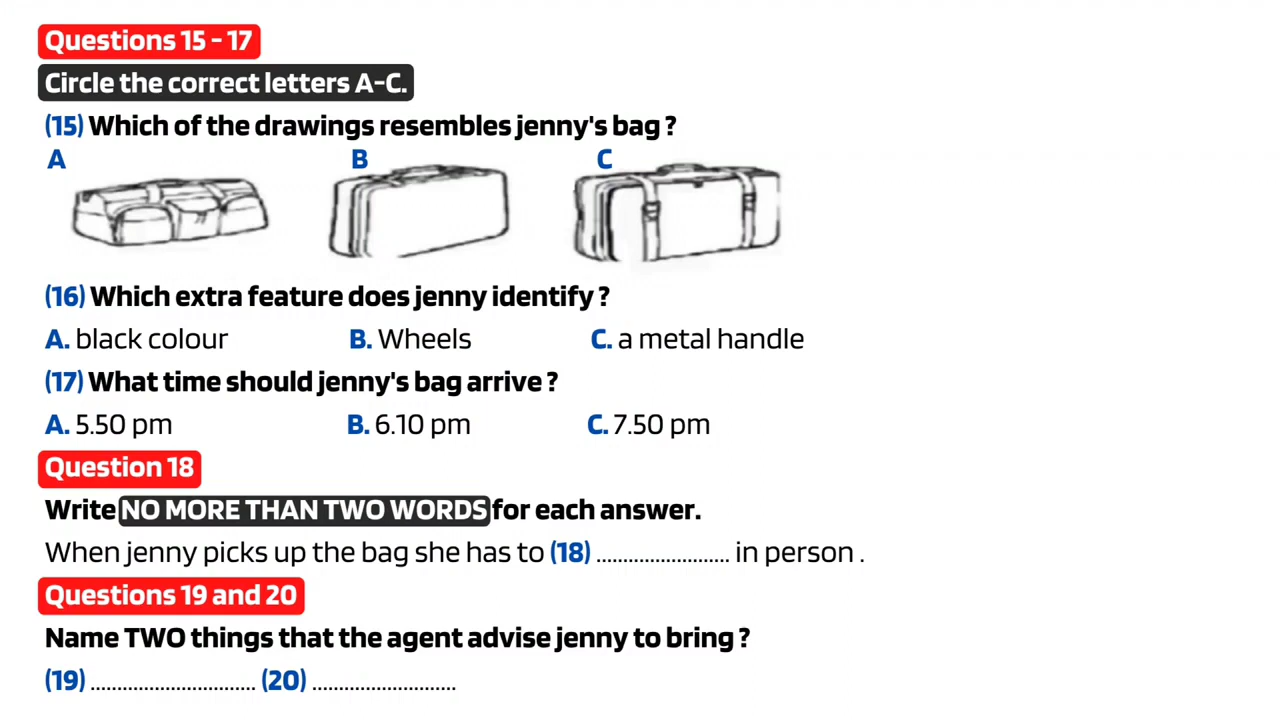 Questions 15 - 17
Circle the correct letters A-C.
(15) Which of the drawings resembles jenny's bag ?
A B C
(16) Which extra feature does jenny identify ?
A. black colour B. Wheels C. a metal handle
(17) What time should jenny's bag arrive ?
A. 5.50 pm B. 6.10 pm C. 7.50 pm
Question 18
Write NO MORE THAN TWO WORDS for each answer.
When jenny picks up the bag she has to (18) ......................... in person .
Questions 19 and 20
Name TWO things that the agent advise jenny to bring ?
(19) ............................... (20) ...........................